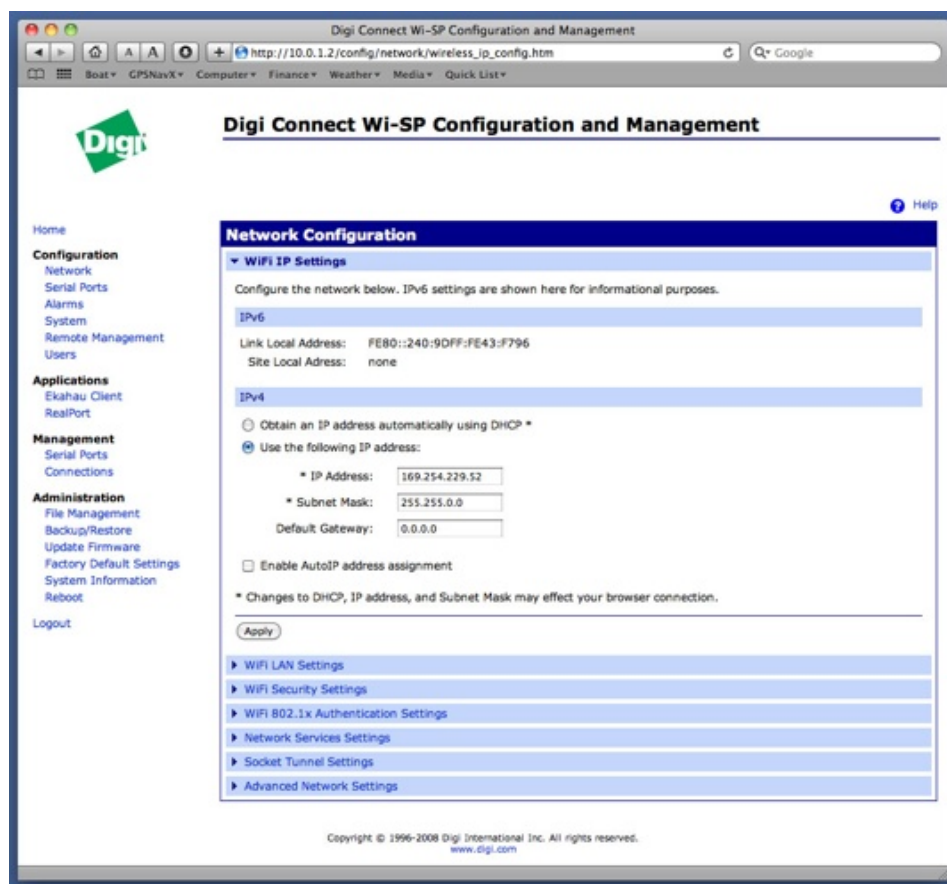 Digi Connect Wi-SP Configuration and Management
A A O + http://10.0.1.2/config/network/wireless_ip_config.htm Google
Boat GPSNavX Computer Finance Weather Media Quick List
Digi
Digi Connect Wi-SP Configuration and Management
Help
Home
Configuration
Network
Serial Ports
Alarms
System
Remote Management
Users
Applications
Ekahau Client
RealPort
Management
Serial Ports
Connections
Administration
File Management
Backup/Restore
Update Firmware
Factory Default Settings
System Information
Reboot
Logout
Network Configuration
WiFi IP Settings
Configure the network below. IPv6 settings are shown here for informational purposes.
IPv6
Link Local Address: FE80::240:9DFF:FE43:F796
Site Local Adress: none
IPv4
Obtain an IP address automatically using DHCP *
Use the following IP address:
* IP Address: 169.254.229.52
* Subnet Mask: 255.255.0.0
Default Gateway: 0.0.0.0
Enable AutoIP address assignment
* Changes to DHCP, IP address, and Subnet Mask may effect your browser connection.
Apply
WiFi LAN Settings
WiFi Security Settings
WiFi 802.1x Authentication Settings
Network Services Settings
Socket Tunnel Settings
Advanced Network Settings
Copyright © 1996-2008 Digi International Inc. All rights reserved.
www.digi.com